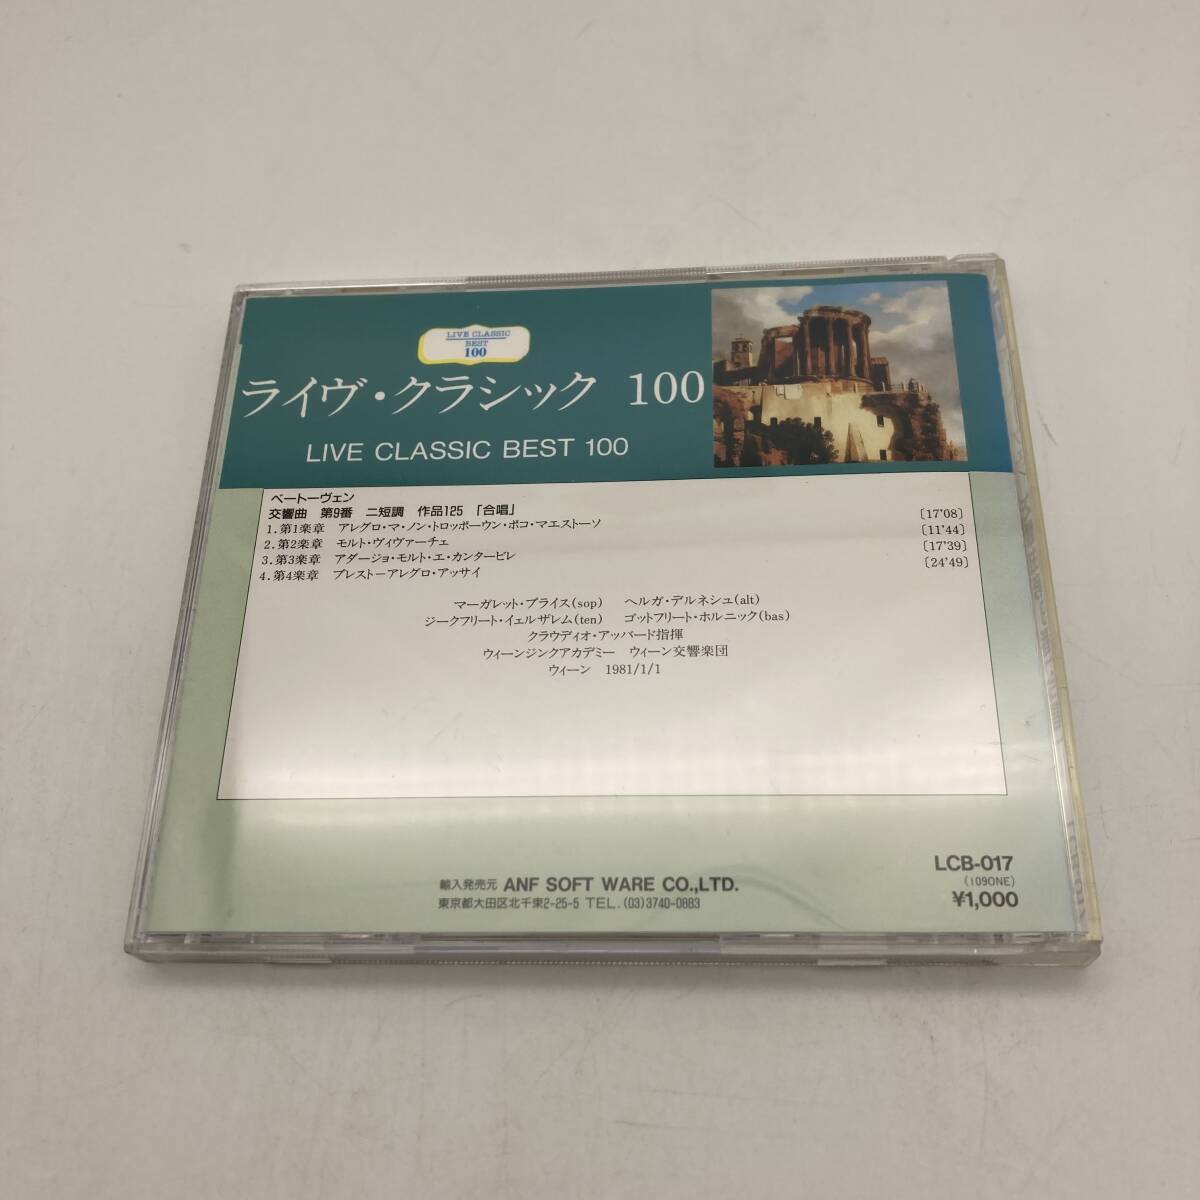 LIVE CLASSIC
BEST
100
ライヴ・クラシック 100
LIVE CLASSIC BEST 100
ベートーヴェン
交響曲 第9番 ニ短調 作品125 「合唱」
1.第1楽章 アレグロ・マ・ノン・トロッポーウン・ポコ・マエストーソ 〔17'08〕
2.第2楽章 モルト・ヴィヴァーチェ 〔11'44〕
3.第3楽章 アダージョ・モルト・エ・カンタービレ 〔17'39〕
4.第4楽章 プレストーアレグロ・アッサイ 〔24'49〕
マーガレット・プライス(sop) ヘルガ・デルネシュ(alt)
ジークフリート・イェルザレム(ten) ゴットフリート・ホルニック(bas)
クラウディオ・アッバード指揮
ウィーンジンクアカデミー ウィーン交響楽団
ウィーン 1981/1/1
LCB-017
(1090NE)
¥1,000
輸入発売元 ANF SOFT WARE CO.,LTD.
東京都大田区北千束2-25-5 TEL.(03)3740-0883